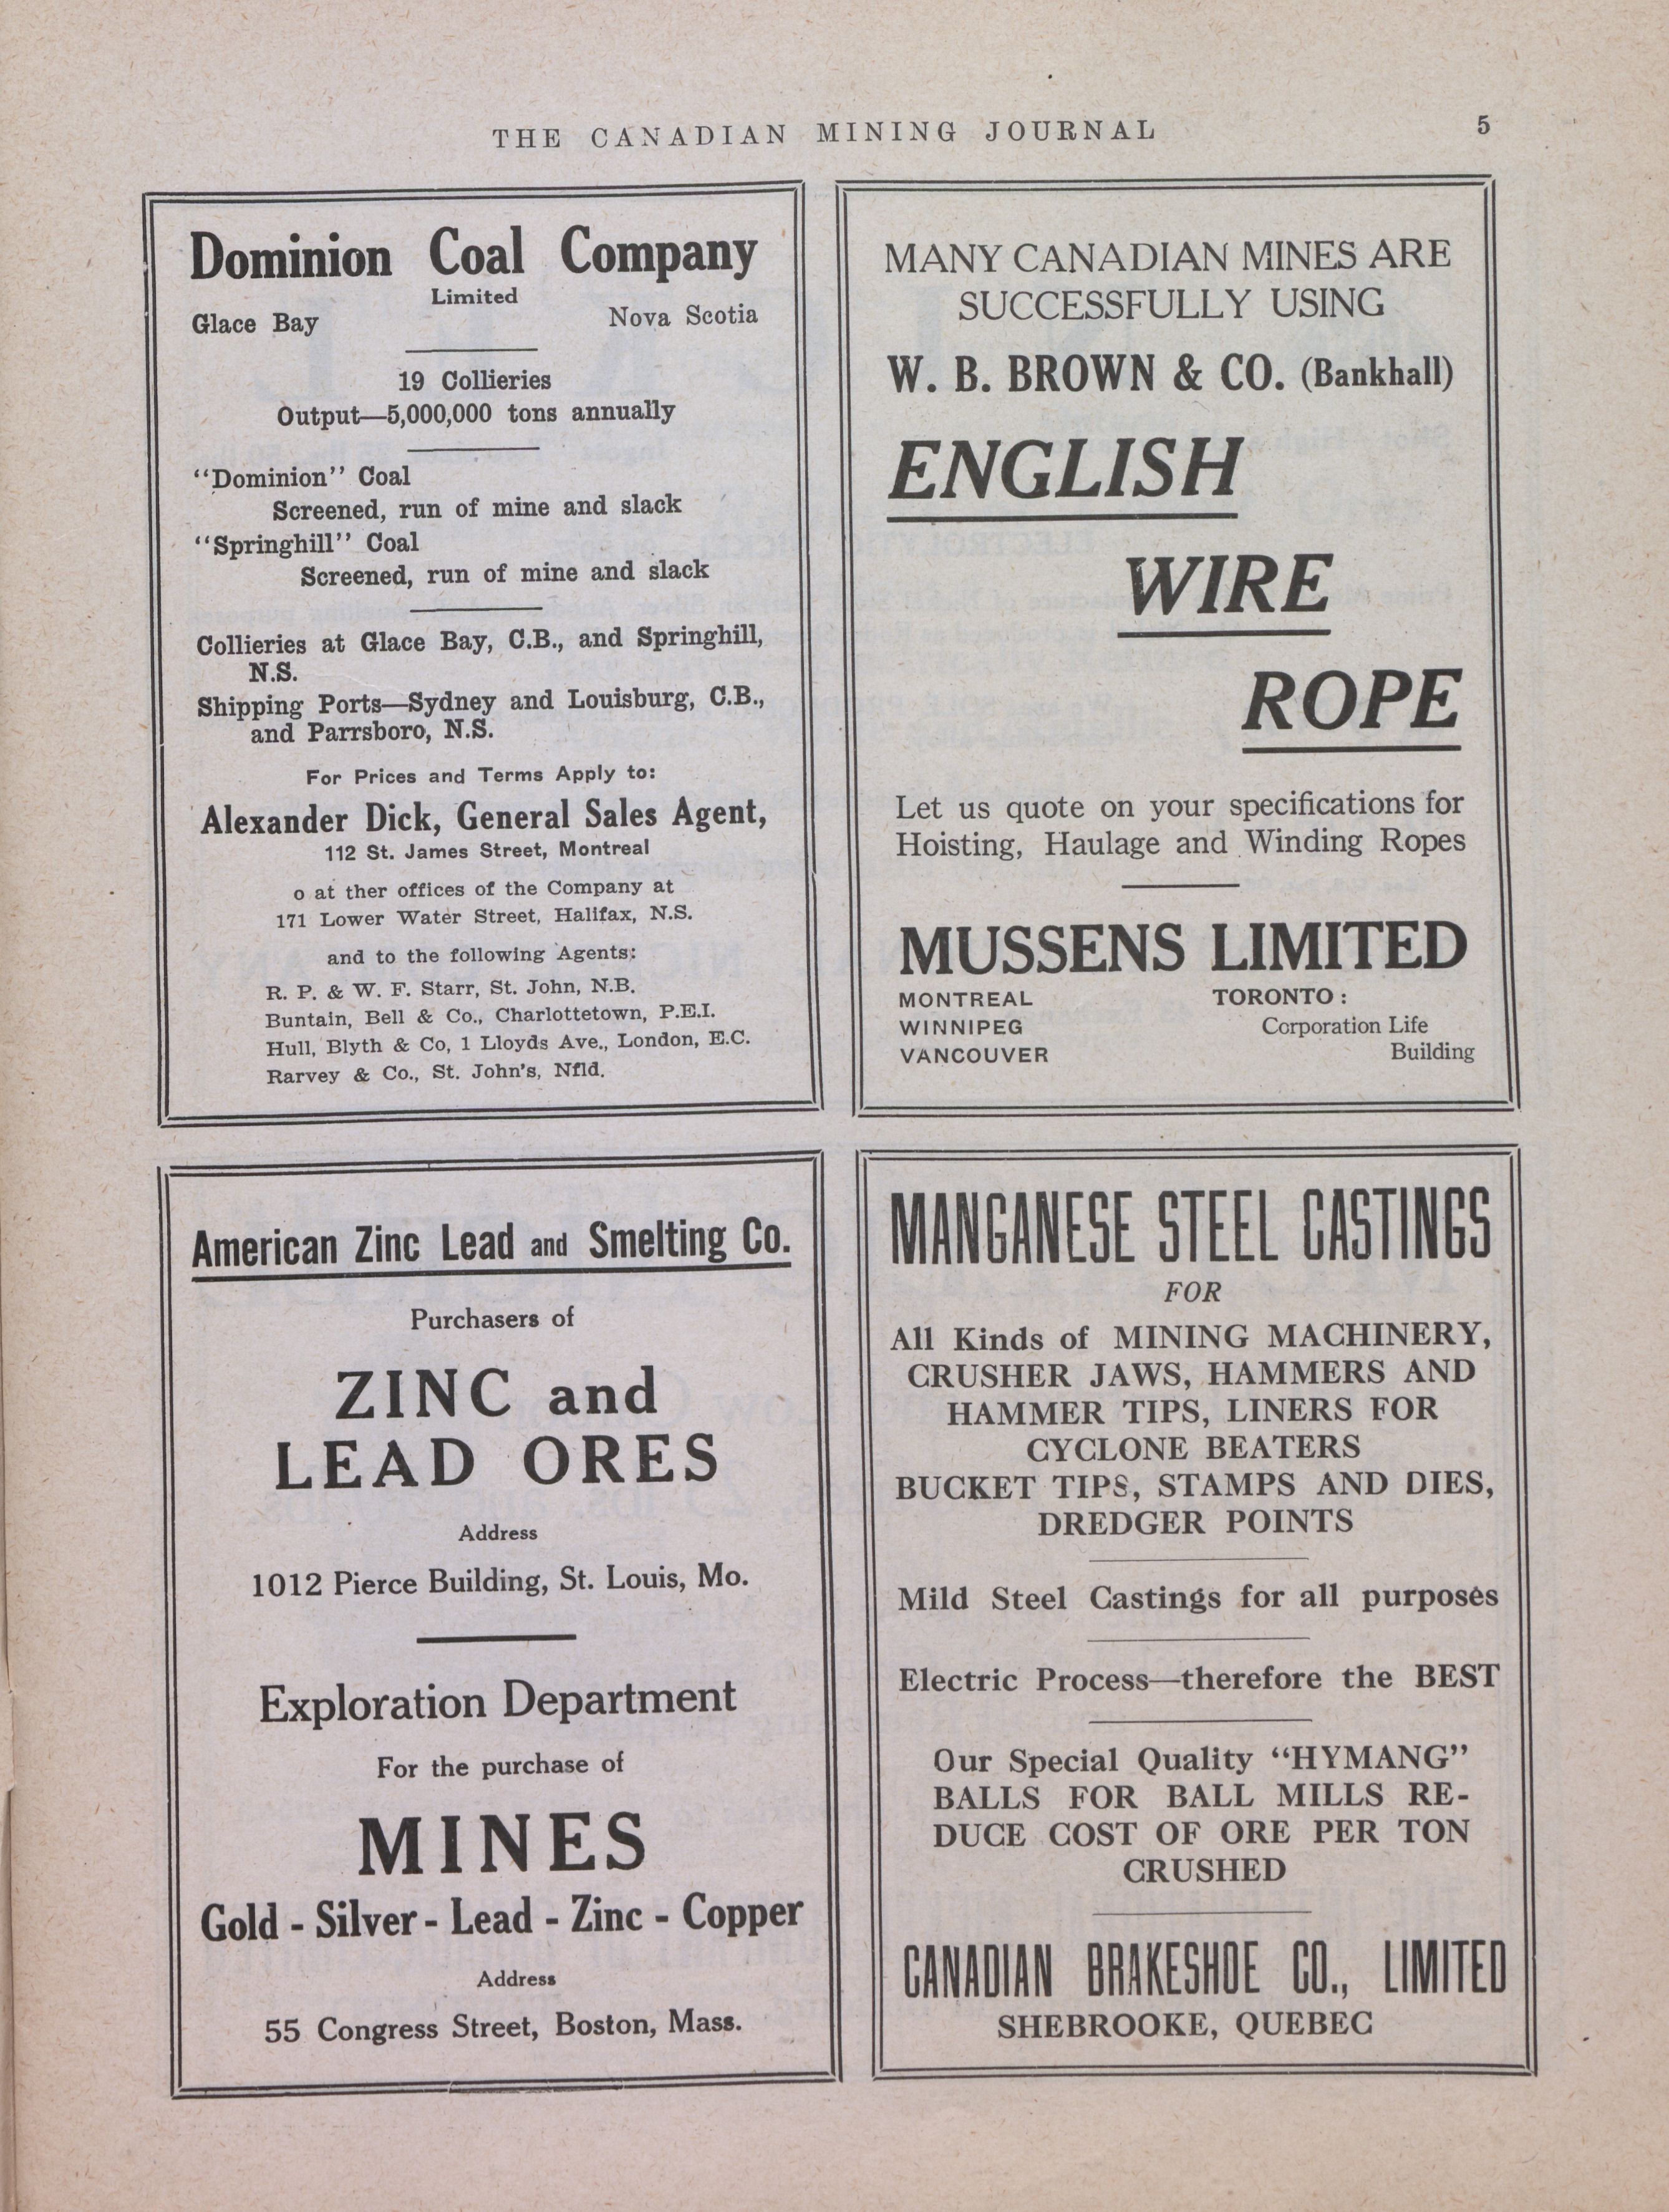 THE CANADIAN MINING JOURNAL 5
Dominion Coal Company
Limited
Glace Bay Nova Scotia
19 Collieries
Output—5,000,000 tons annually
"Dominion" Coal
Screened, run of mine and slack
"Springhill" Coal
Screened, run of mine and slack
Collieries at Glace Bay, C.B., and Springhill,
N.S.
Shipping Ports—Sydney and Louisburg, C.B.,
and Parrsboro, N.S.
For Prices and Terms Apply to:
Alexander Dick, General Sales Agent,
112 St. James Street, Montreal
o at ther offices of the Company at
171 Lower Water Street, Halifax, N.S.
and to the following Agents:
R. P. & W. F. Starr, St. John, N.B.
Buntain, Bell & Co., Charlottetown, P.E.I.
Hull, Blyth & Co, 1 Lloyds Ave., London, E.C.
Rarvey & Co., St. John's, Nfld.
MANY CANADIAN MINES ARE
SUCCESSFULLY USING
W. B. BROWN & CO. (Bankhall)
ENGLISH
WIRE
ROPE
Let us quote on your specifications for
Hoisting, Haulage and Winding Ropes
MUSSENS LIMITED
MONTREAL TORONTO:
WINNIPEG Corporation Life
VANCOUVER Building
American Zinc Lead and Smelting Co.
Purchasers of
ZINC and
LEAD ORES
Address
1012 Pierce Building, St. Louis, Mo.
Exploration Department
For the purchase of
MINES
Gold - Silver - Lead - Zinc - Copper
Address
55 Congress Street, Boston, Mass.
MANGANESE STEEL CASTINGS
FOR
All Kinds of MINING MACHINERY,
CRUSHER JAWS, HAMMERS AND
HAMMER TIPS, LINERS FOR
CYCLONE BEATERS
BUCKET TIPS, STAMPS AND DIES,
DREDGER POINTS
Mild Steel Castings for all purposes
Electric Process—therefore the BEST
Our Special Quality "HYMANG"
BALLS FOR BALL MILLS RE-
DUCE COST OF ORE PER TON
CRUSHED
CANADIAN BRAKESHOE CO., LIMITED
SHEBROOKE, QUEBEC